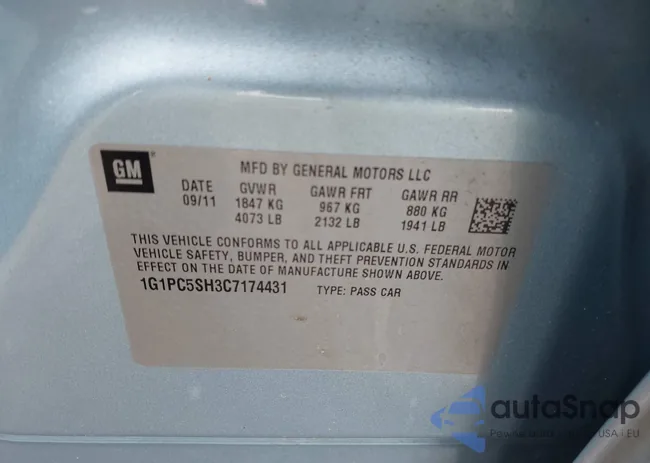 GM
MFD BY GENERAL MOTORS LLC
DATE GVWR GAWR FRT GAWR RR
09/11 1847 KG 967 KG 880 KG
4073 LB 2132 LB 1941 LB
THIS VEHICLE CONFORMS TO ALL APPLICABLE U.S. FEDERAL MOTOR
VEHICLE SAFETY, BUMPER, AND THEFT PREVENTION STANDARDS IN
EFFECT ON THE DATE OF MANUFACTURE SHOWN ABOVE.
1G1PC5SH3C7174431 TYPE: PASS CAR
autoSnap
USA | EU